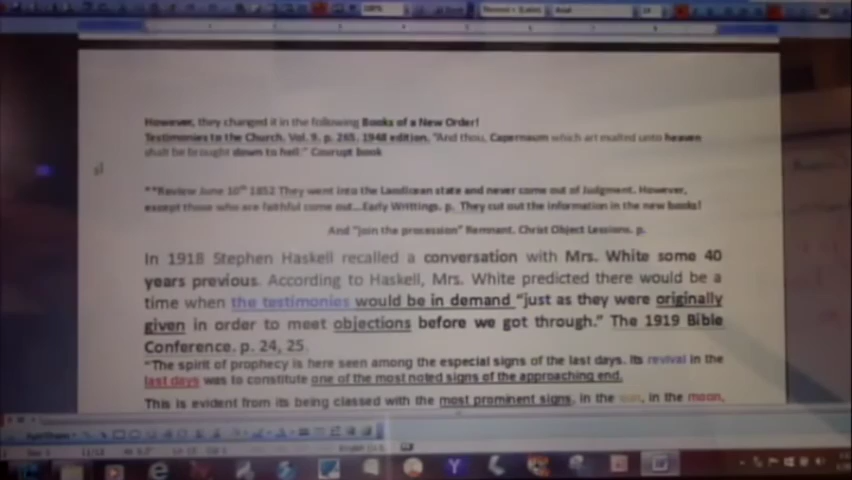 However, they changed it in the following Books of a New Order!
Testimonies to the Church. Vol. 9. p. 265. 1948 edition. "And thou, Capernaum which art exalted unto heaven
shalt be brought down to hell:" Courupt book
**Review June 10th 1852 They went into the Laodicean state and never come out of Judgment. However,
except those who are faithful come out...Early Writtings. p. They cut out the information in the new books!
And "join the procession" Remnant. Christ Object Lessions. p.
In 1918 Stephen Haskell recalled a conversation with Mrs. White some 40
years previous. According to Haskell, Mrs. White predicted there would be a
time when the testimonies would be in demand "just as they were originally
given in order to meet objections before we got through." The 1919 Bible
Conference. p. 24, 25.
"The spirit of prophecy is here seen among the especial signs of the last days. Its revival in the
last days was to constitute one of the most noted signs of the approaching end.
This is evident from its being classed with the most prominent signs, in the sun, in the moon,